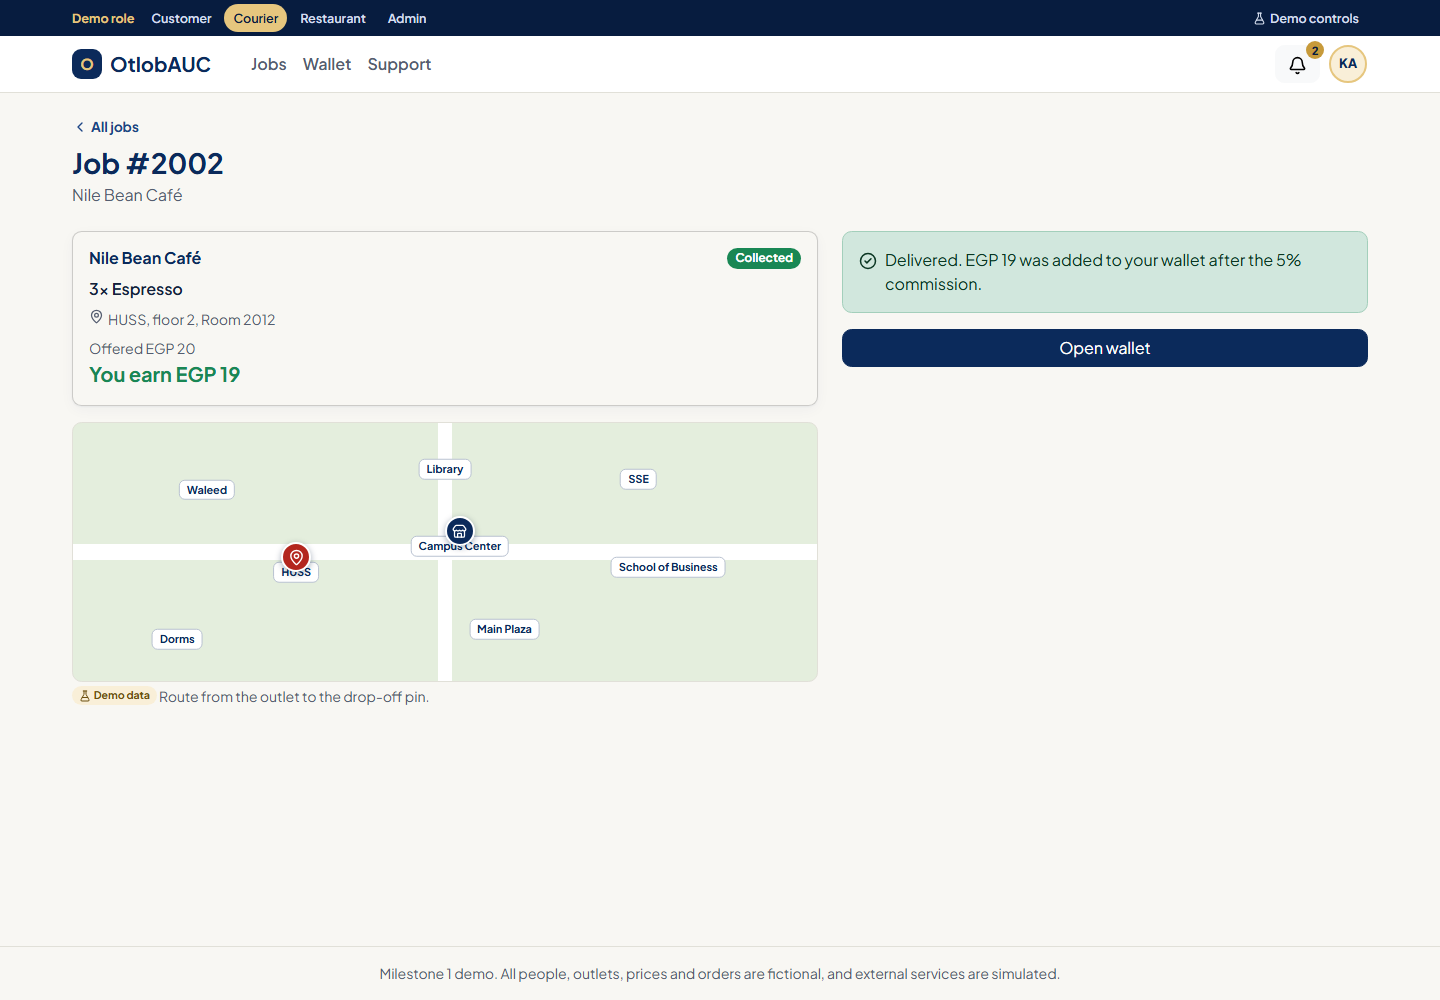 Demo role
Customer
Courier
Restaurant
Admin
Demo controls
O
OtlobAUC
Jobs
Wallet
Support
2
KA
All jobs
Job #2002
Nile Bean Café
Nile Bean Café
Collected
3× Espresso
HUSS, floor 2, Room 2012
Offered EGP 20
You earn EGP 19
Delivered. EGP 19 was added to your wallet after the 5%
commission.
Open wallet
Library
SSE
Waleed
Campus Center
HUSS
School of Business
Main Plaza
Dorms
Demo data
Route from the outlet to the drop-off pin.
Milestone 1 demo. All people, outlets, prices and orders are fictional, and external services are simulated.